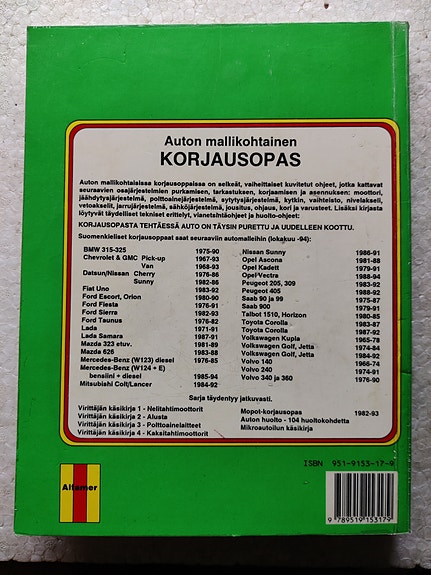 Auton mallikohtainen
KORJAUSOPAS
Auton mallikohtaisissa korjausoppaissa on selkeät, vaiheittaiset kuvitetut ohjeet, jotka kattavat
seuraavien osajärjestelmien purkamisen, tarkastuksen, korjaamisen ja asennuksen: moottori,
jäähdytysjärjestelmä, polttoainejärjestelmä, sytytysjärjestelmä, kytkin, vaihteisto, nivelakseli,
vetoakselit, jarrujärjestelmä, sähköjärjestelmä, jousitus, ohjaus, kori ja varusteet. Lisäksi kirjasta
löytyvät täydelliset tekniset erittelyt, vianetsintäohjeet ja huolto-ohjeet:
KORJAUSOPASTA TEHTÄESSÄ AUTO ON TÄYSIN PURETTU JA UUDELLEEN KOOTTU.
Suomenkieliset korjausoppaat saat seuraaviin automalleihin (lokakuu -94):
BMW 315-325 1975-90
Chevrolet & GMC Pick-up 1967-93
Van 1968-93
Datsun/Nissan Cherry 1976-86
Sunny 1982-86
Fiat Uno 1983-92
Ford Escort, Orion 1980-90
Ford Fiesta 1976-91
Ford Sierra 1982-93
Ford Taunus 1976-82
Lada 1971-91
Lada Samara 1987-91
Mazda 323 etuv. 1981-89
Mazda 626 1983-88
Mercedes-Benz (W123) diesel 1976-85
Mercedes-Benz (W124 + E)
bensiini + diesel 1985-94
Mitsubishi Colt/Lancer 1984-92
Nissan Sunny 1986-91
Opel Ascona 1981-88
Opel Kadett 1979-91
Opel Vectra 1988-94
Peugeot 205, 309 1983-92
Peugeot 405 1988-92
Saab 90 ja 99 1975-87
Saab 900 1979-91
Talbot 1510, Horizon 1980-85
Toyota Corolla 1983-87
Toyota Corolla 1987-92
Volkswagen Kupla 1965-78
Volkswagen Golf, Jetta 1974-84
Volkswagen Golf, Jetta 1984-92
Volvo 140 1966-74
Volvo 240 1974-91
Volvo 340 ja 360 1976-90
Sarja täydentyy jatkuvasti.
Virittäjän käsikirja 1 - Nelitahtimoottorit
Virittäjän käsikirja 2 - Alusta
Virittäjän käsikirja 3 - Polttoainelaitteet
Virittäjän käsikirja 4 - Kaksitahtimoottorit
Mopot-korjausopas 1982-93
Auton huolto - 104 huoltokohdetta
Mikroautoilun käsikirja
Alfamer
ISBN 951-9153-17-9
9 789519 153179